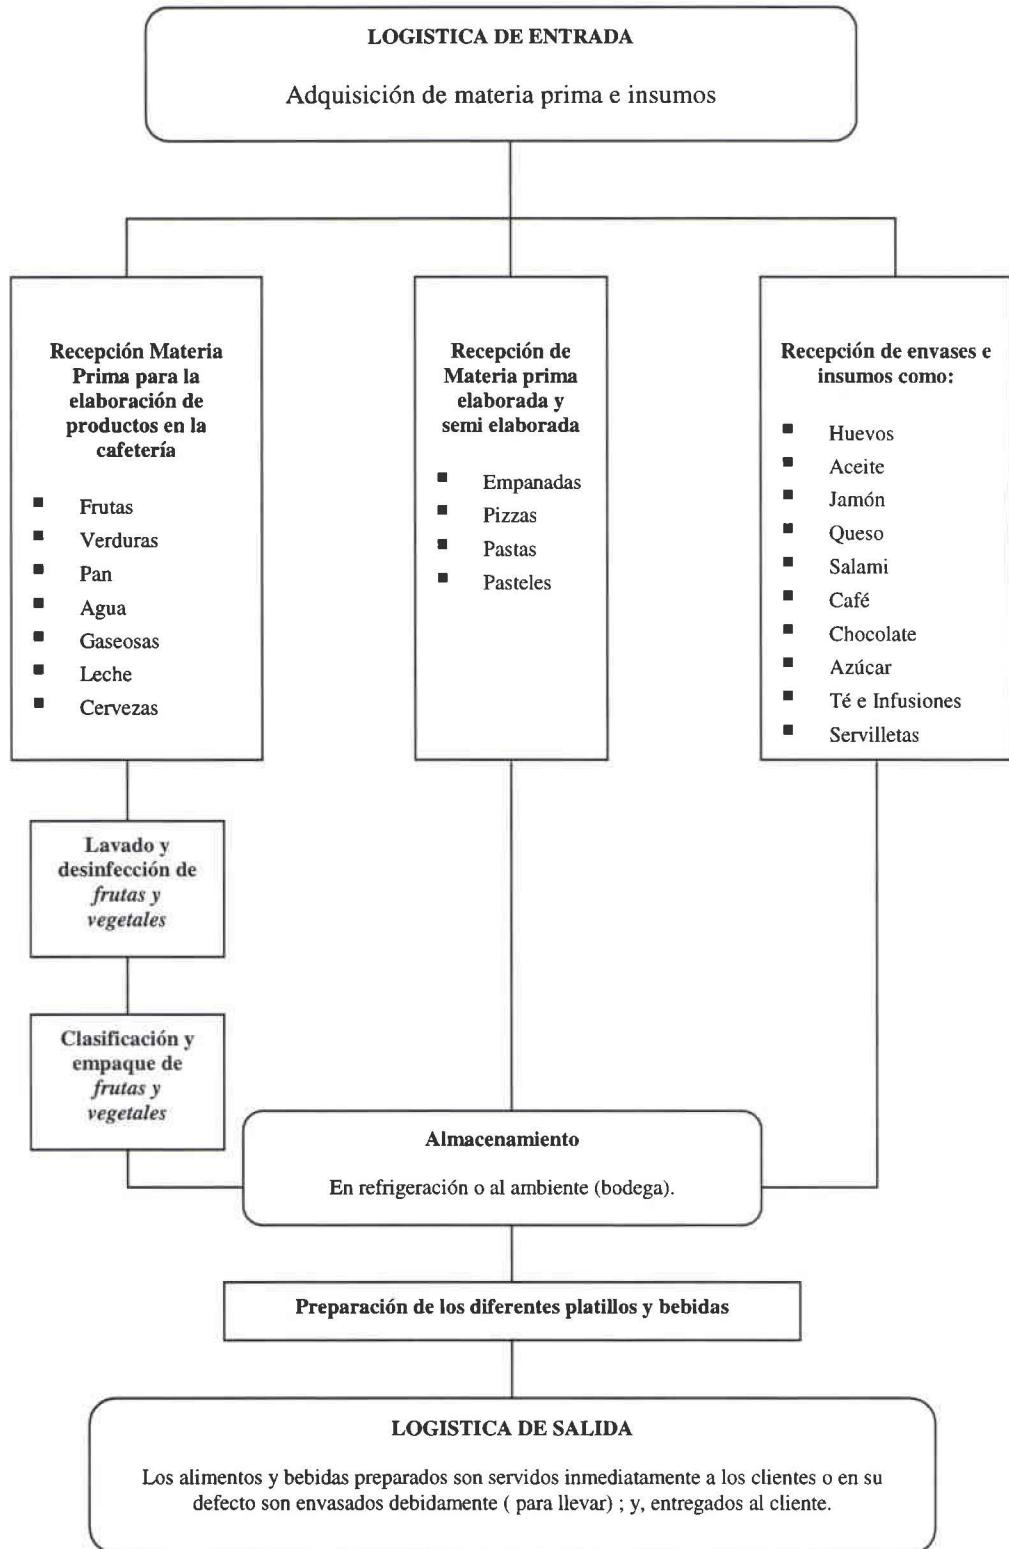 LOGISTICA DE ENTRADA
Adquisición de materia prima e insumos
Recepción Materia
Prima para la
elaboración de
productos en la
cafetería
▪ Frutas
▪ Verduras
▪ Pan
▪ Agua
▪ Gaseosas
▪ Leche
▪ Cervezas
Recepción de
Materia prima
elaborada y
semi elaborada
▪ Empanadas
▪ Pizzas
▪ Pastas
▪ Pasteles
Recepción de envases e
insumos como:
▪ Huevos
▪ Aceite
▪ Jamón
▪ Queso
▪ Salami
▪ Café
▪ Chocolate
▪ Azúcar
▪ Té e Infusiones
▪ Servilletas
Lavado y
desinfección de
frutas y
vegetales
Clasificación y
empaque de
frutas y
vegetales
Almacenamiento
En refrigeración o al ambiente (bodega).
Preparación de los diferentes platillos y bebidas
LOGISTICA DE SALIDA
Los alimentos y bebidas preparados son servidos inmediatamente a los clientes o en su
defecto son envasados debidamente ( para llevar) ; y, entregados al cliente.